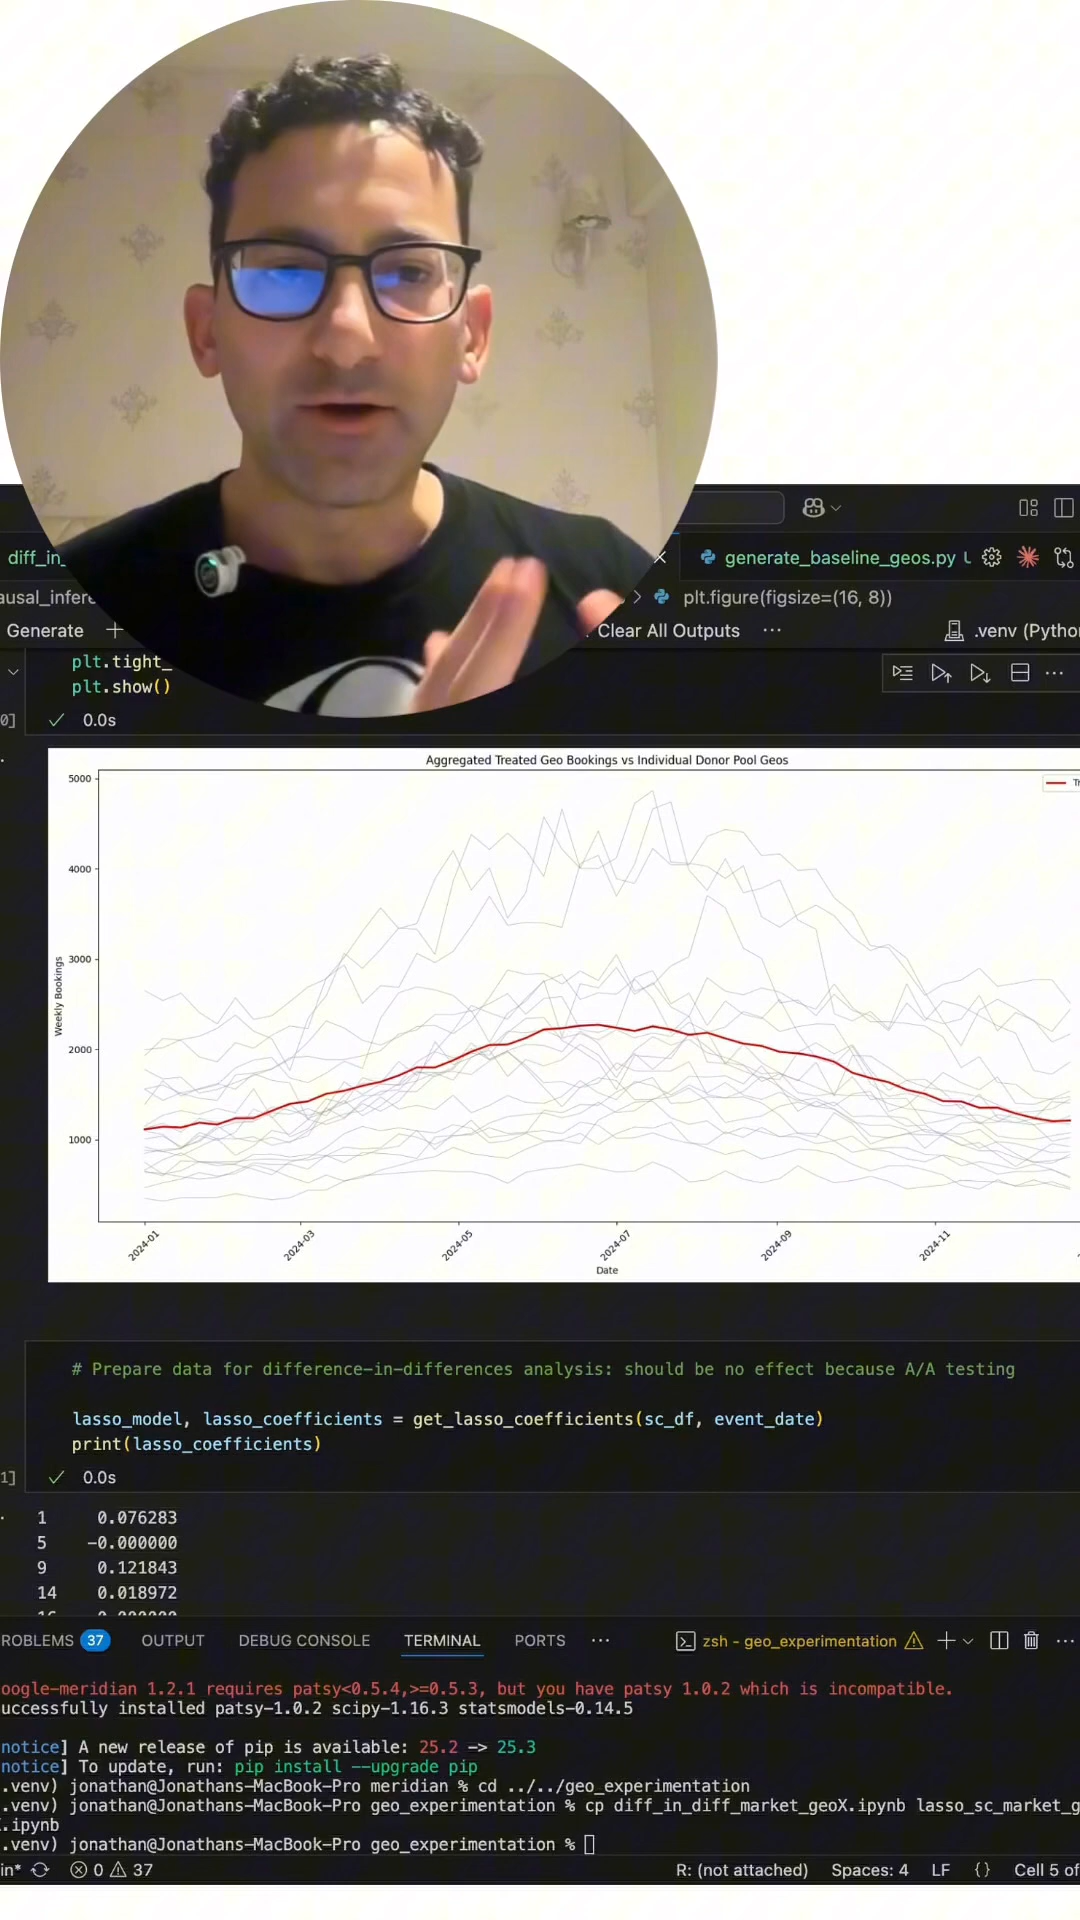 diff_in_
generate_baseline_geos.py U
ausal_infere
plt.figure(figsize=(16, 8))
Generate
Clear All Outputs ···
.venv (Pytho
plt.tight_
plt.show()
0]
0.0s
Aggregated Treated Geo Bookings vs Individual Donor Pool Geos
5000
4000
3000
2000
1000
Weekly Bookings
2024-01
2024-03
2024-05
2024-07
2024-09
2024-11
Date
# Prepare data for difference-in-differences analysis: should be no effect because A/A testing
lasso_model, lasso_coefficients = get_lasso_coefficients(sc_df, event_date)
print(lasso_coefficients)
1]
0.0s
1 0.076283
5 -0.000000
9 0.121843
14 0.018972
ROBLEMS 37 OUTPUT DEBUG CONSOLE TERMINAL PORTS ··· zsh - geo_experimentation
oogle-meridian 1.2.1 requires patsy<0.5.4,>=0.5.3, but you have patsy 1.0.2 which is incompatible.
uccessfully installed patsy-1.0.2 scipy-1.16.3 statsmodels-0.14.5
notice] A new release of pip is available: 25.2 -> 25.3
notice] To update, run: pip install --upgrade pip
.venv) jonathan@Jonathans-MacBook-Pro meridian % cd ../../geo_experimentation
.venv) jonathan@Jonathans-MacBook-Pro geo_experimentation % cp diff_in_diff_market_geoX.ipynb lasso_sc_market_g
X.ipynb
.venv) jonathan@Jonathans-MacBook-Pro geo_experimentation %
in* 0 37 R: (not attached) Spaces: 4 LF {} Cell 5 of